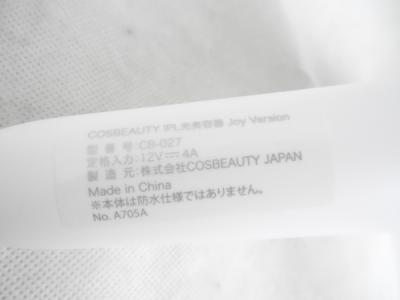 COSBEAUTY IPL光美容器 Joy Version
型 番 号:CB-027
定格入力:12V⎓4A
製 造 元:株式会社COSBEAUTY JAPAN
Made in China
※本体は防水仕様ではありません。
No. A705A